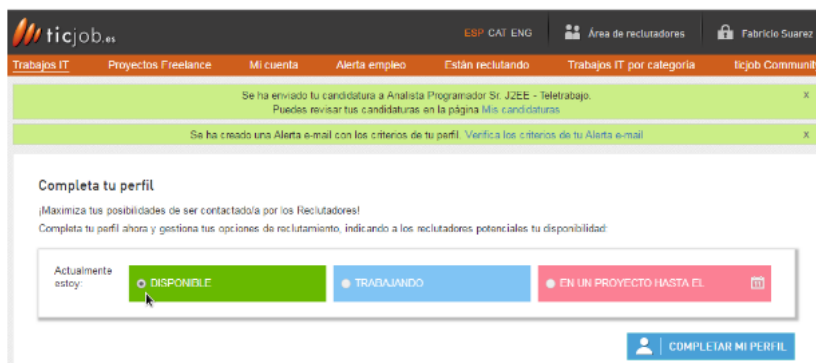 ticjob.es
ESP CAT ENG
Área de reclutadores
Fabricio Suarez
Trabajos IT
Proyectos Freelance
Mi cuenta
Alerta empleo
Están reclutando
Trabajos IT por categoria
ticjob Community
Se ha enviado tu candidatura a Analista Programador Sr. J2EE - Teletrabajo.
X
Puedes revisar tus candidaturas en la página Mis candidaturas
Se ha creado una Alerta e-mail con los criterios de tu perfil. Verifica los criterios de tu Alerta e-mail
X
Completa tu perfil
¡Maximiza tus posibilidades de ser contactado/a por los Reclutadores!
Completa tu perfil ahora y gestiona tus opciones de reclutamiento, indicando a los reclutadores potenciales tu disponibilidad:
Actualmente
estoy:
DISPONIBLE
TRABAJANDO
EN UN PROYECTO HASTA EL
COMPLETAR MI PERFIL